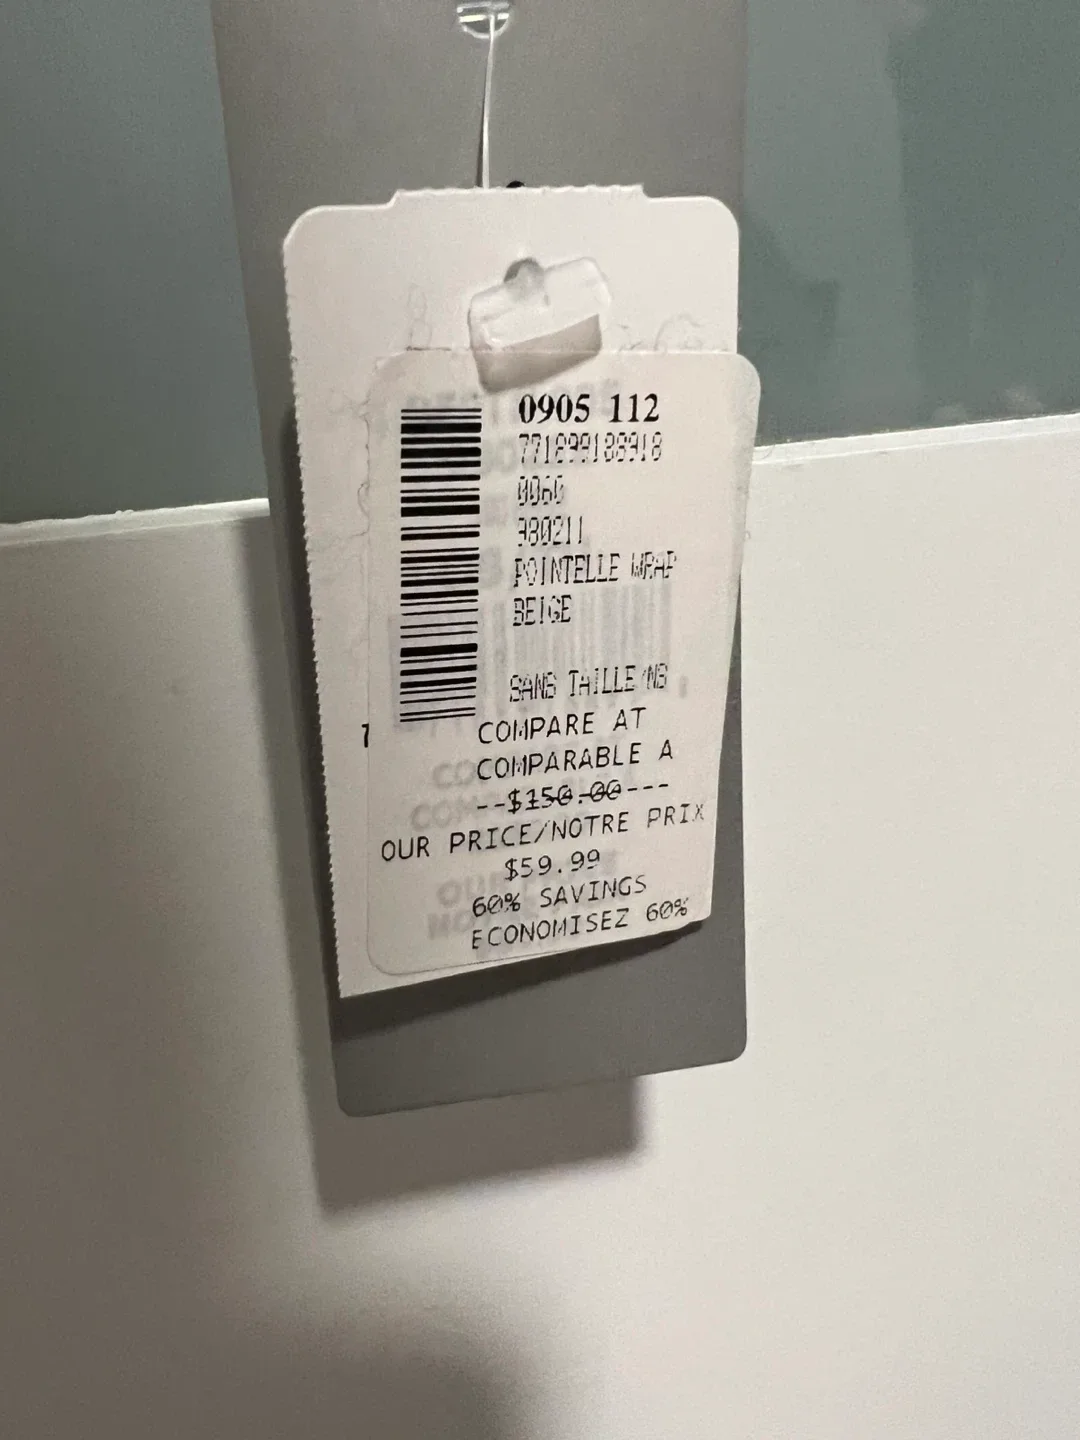 0905 112
771899188918
0060
980211
POINTELLE WRAP
BEIGE
SANS TAILLE/NS
COMPARE AT
COMPARABLE A
--$150.00---
OUR PRICE/NOTRE PRIX
$59.99
60% SAVINGS
ECONOMISEZ 60%